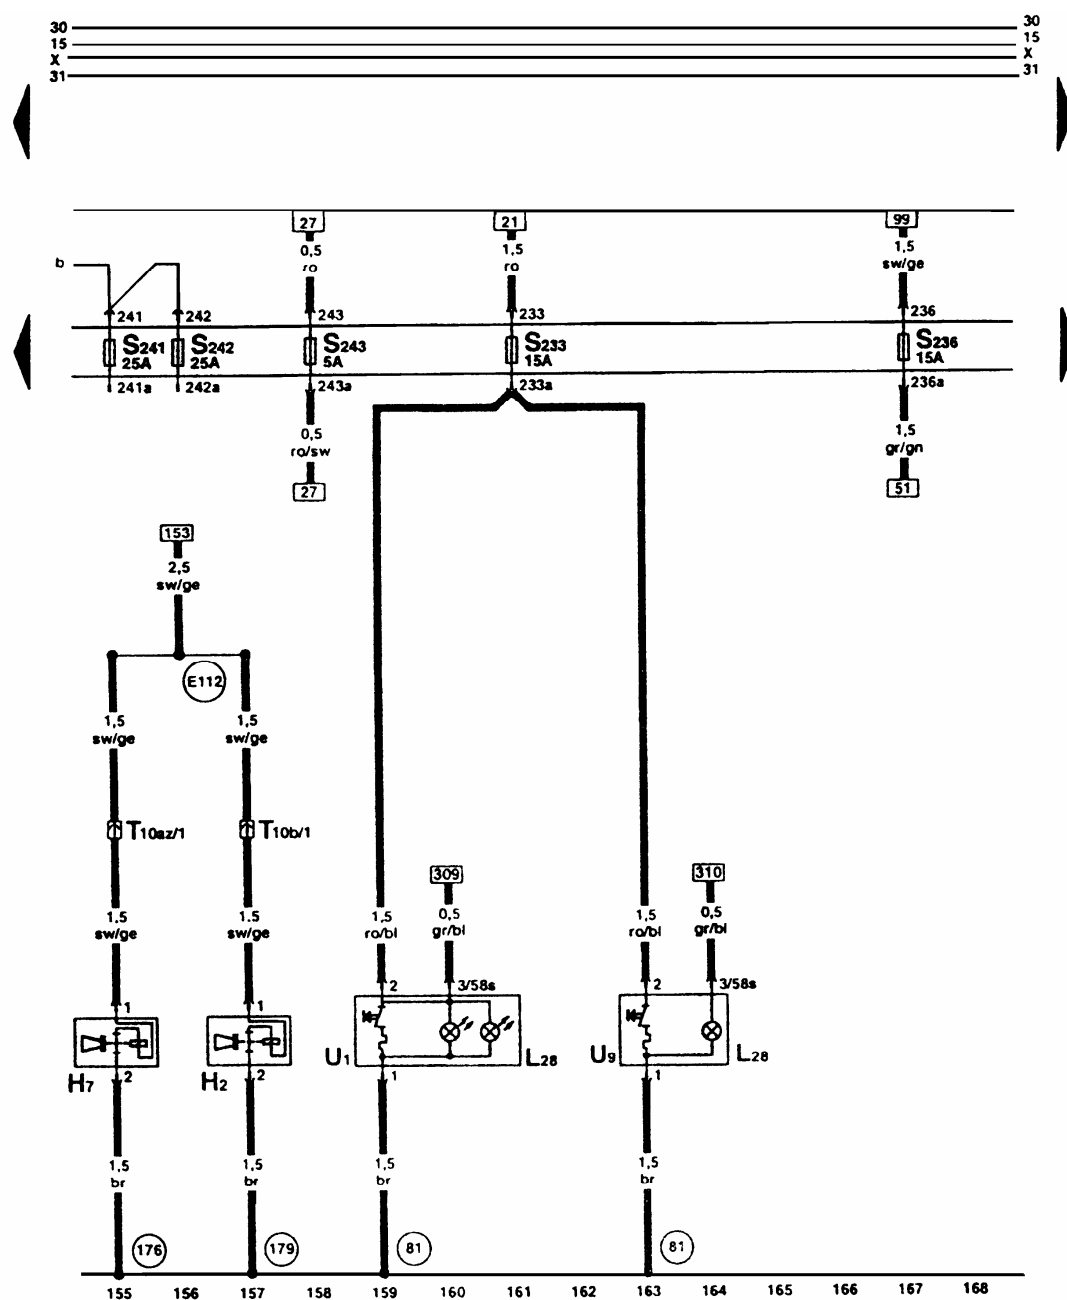 30 30
15 15
X X
31 31
27 21 99
0,5 1,5 1,5
ro ro sw/ge
b
241 242 243 233 236
S241 S242 S243 S233 S236
25A 25A 5A 15A 15A
241a 242a 243a 233a 236a
0,5 1,5
ro/sw gr/gn
27 51
153
2,5
sw/ge
E112
1,5 1,5
sw/ge sw/ge
T10az/1 T10b/1
309 310
1,5 1,5 1,5 0,5 1,5 0,5
sw/ge sw/ge ro/bl gr/bl ro/bl gr/bl
2 3/58s 2 3/58s
1 1
U1 L28 U9 L28
H7 2 H2 2 1 1
1,5 1,5 1,5 1,5
br br br br
176 179 81 81
155 156 157 158 159 160 161 162 163 164 165 166 167 168